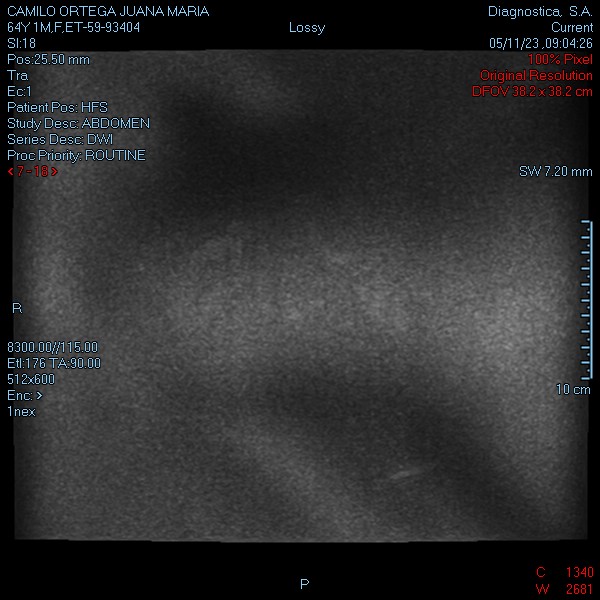 CAMILO ORTEGA JUANA MARIA
64Y 1M,F,ET-59-93404
SI:18
Pos:25.50 mm
Tra
Ec:1
Patient Pos: HFS
Study Desc: ABDOMEN
Series Desc: DWI
Proc Priority: ROUTINE
< 7 - 18 >
Lossy
Diagnostica, S.A.
Current
05/11/23 ,09:04:26
100% Pixel
Original Resolution
DFOV 38.2 x 38.2 cm
SW 7.20 mm
R
8300.00//115.00
Etl:176 TA:90.00
512x600
Enc: >
1nex
10 cm
P
C 1340
W 2681